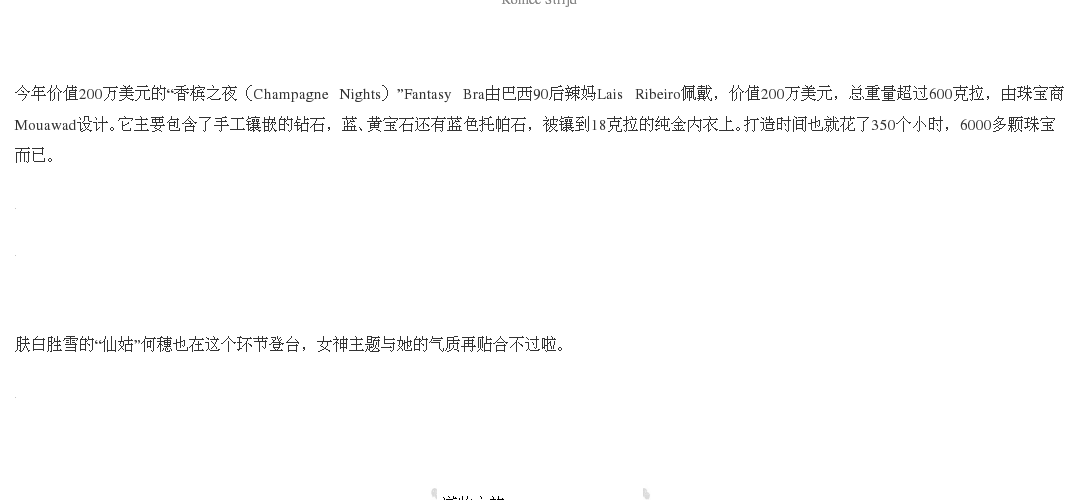 Romee Strijd
今年价值200万美元的“香槟之夜（Champagne Nights）”Fantasy Bra由巴西90后辣妈Lais Ribeiro佩戴，价值200万美元，总重量超过600克拉，由珠宝商
Mouawad设计。它主要包含了手工镶嵌的钻石，蓝、黄宝石还有蓝色托帕石，被镶到18克拉的纯金内衣上。打造时间也就花了350个小时，6000多颗珠宝
而已。
肤白胜雪的“仙姑”何穗也在这个环节登台，女神主题与她的气质再贴合不过啦。